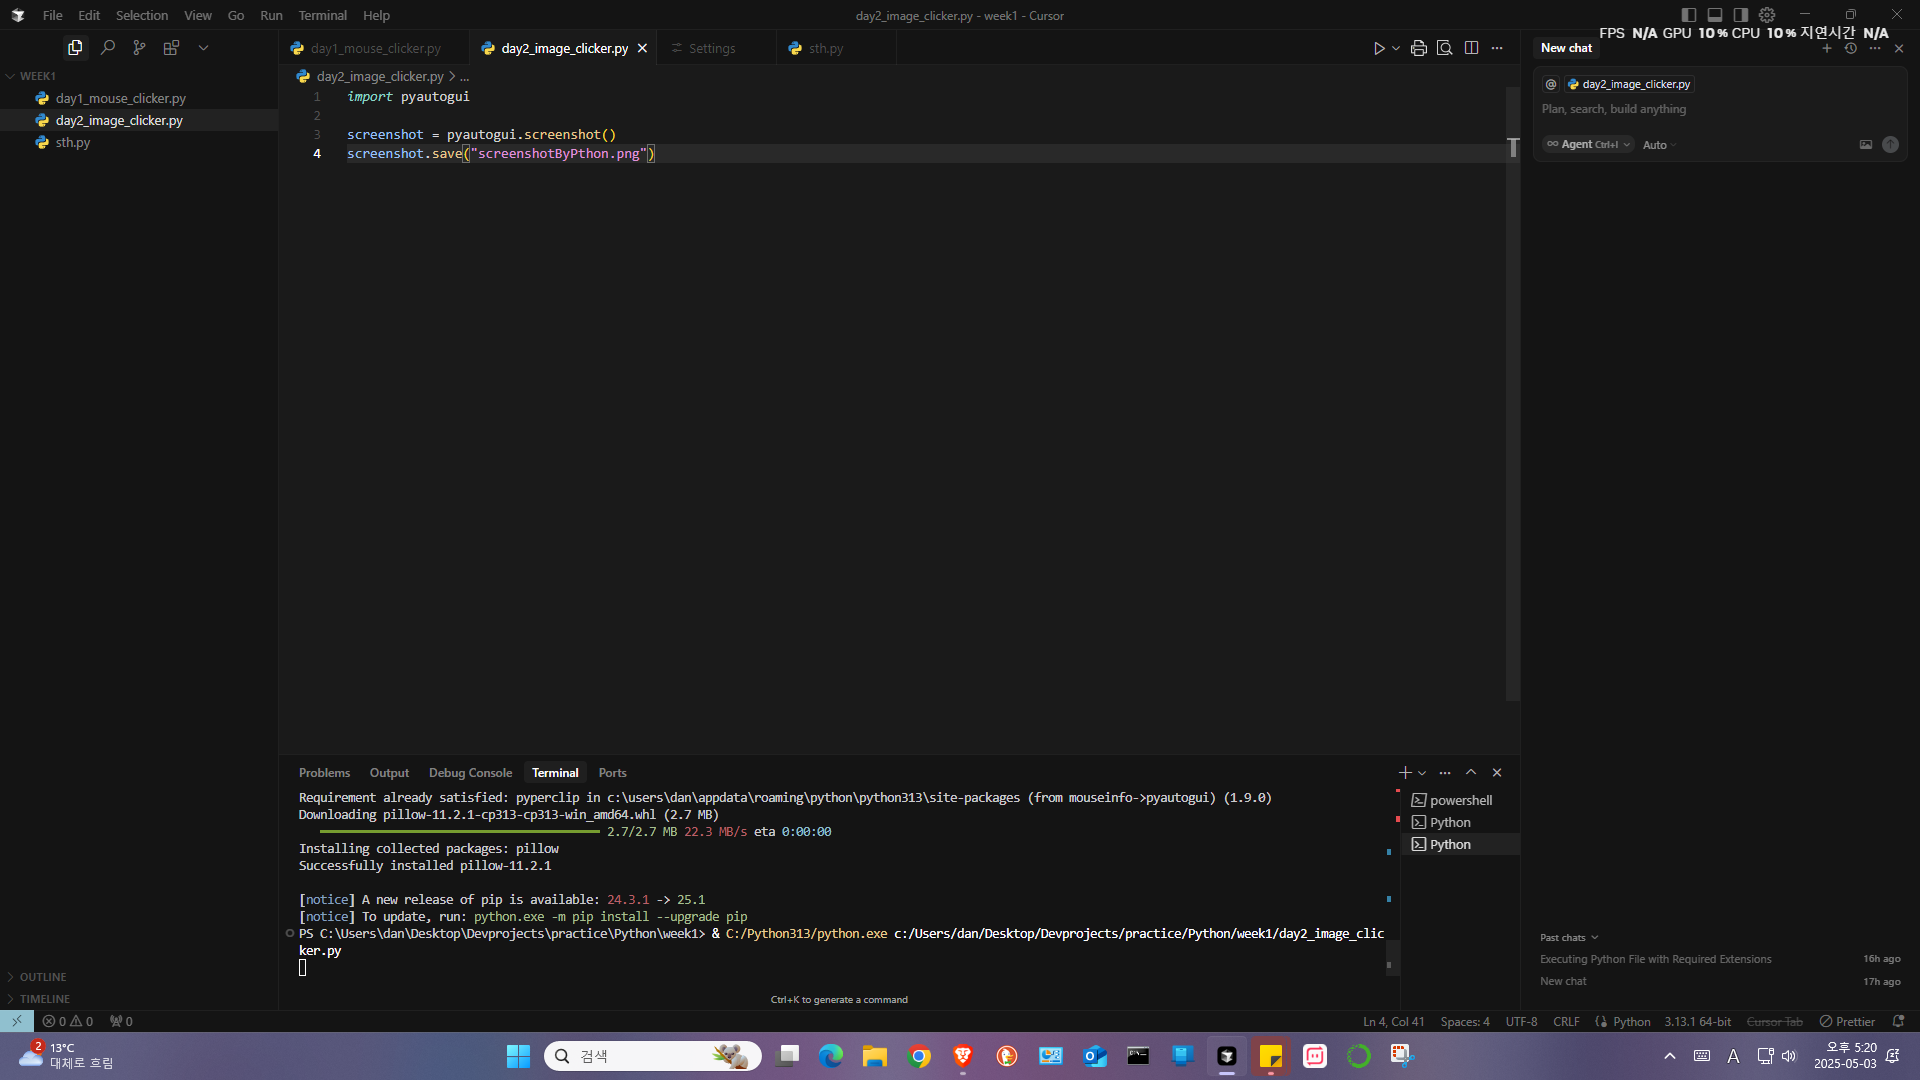 File Edit Selection View Go Run Terminal Help
day2_image_clicker.py - week1 - Cursor
FPS N/A GPU 10% CPU 10% 지연시간 N/A
WEEK1
day1_mouse_clicker.py
day2_image_clicker.py
sth.py
OUTLINE
TIMELINE
day1_mouse_clicker.py day2_image_clicker.py Settings sth.py
day2_image_clicker.py > ...
1 import pyautogui
2
3 screenshot = pyautogui.screenshot()
4 screenshot.save("screenshotByPthon.png")
New chat
@ day2_image_clicker.py
Plan, search, build anything
Agent Ctrl+I Auto
Past chats
Executing Python File with Required Extensions 16h ago
New chat 17h ago
Problems Output Debug Console Terminal Ports
Requirement already satisfied: pyperclip in c:\users\dan\appdata\roaming\python\python313\site-packages (from mouseinfo->pyautogui) (1.9.0)
Downloading pillow-11.2.1-cp313-cp313-win_amd64.whl (2.7 MB)
2.7/2.7 MB 22.3 MB/s eta 0:00:00
Installing collected packages: pillow
Successfully installed pillow-11.2.1
[notice] A new release of pip is available: 24.3.1 -> 25.1
[notice] To update, run: python.exe -m pip install --upgrade pip
PS C:\Users\dan\Desktop\Devprojects\practice\Python\week1> & C:/Python313/python.exe c:/Users/dan/Desktop/Devprojects/practice/Python/week1/day2_image_clic
ker.py
Ctrl+K to generate a command
powershell
Python
Python
0 0 0
Ln 4, Col 41 Spaces: 4 UTF-8 CRLF Python 3.13.1 64-bit Cursor Tab Prettier
2
13°C
대체로 흐림
검색
A
오후 5:20
2025-05-03